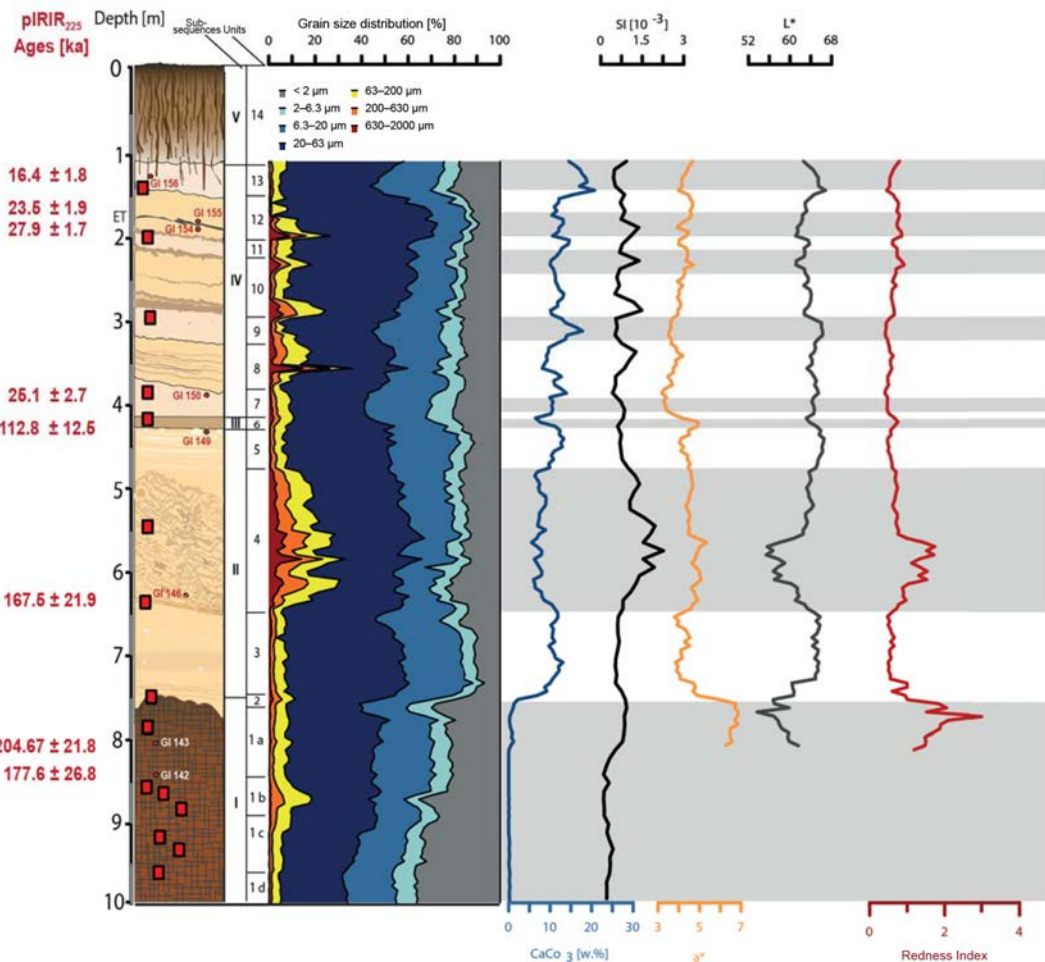 pIRIR225
Ages [ka]
Depth [m]
Sub-
sequences Units
Grain size distribution [%]
0 20 40 60 80 100
SI [10 -3]
0 1.5 3
L*
52 60 68
< 2 µm
2–6.3 µm
6.3–20 µm
20–63 µm
63–200 µm
200–630 µm
630–2000 µm
0
1
2
3
4
5
6
7
8
9
10
ET
16.4 ± 1.8
23.5 ± 1.9
27.9 ± 1.7
25.1 ± 2.7
112.8 ± 12.5
167.5 ± 21.9
204.67 ± 21.8
177.6 ± 26.8
GI 156
GI 155
GI 154
GI 150
GI 149
GI 146
GI 143
GI 142
V
IV
III
II
I
14
13
12
11
10
9
8
7
6
5
4
3
2
1a
1b
1c
1d
0 10 20 30
CaCo 3 [w.%]
3 5 7
a*
0 2 4
Redness Index